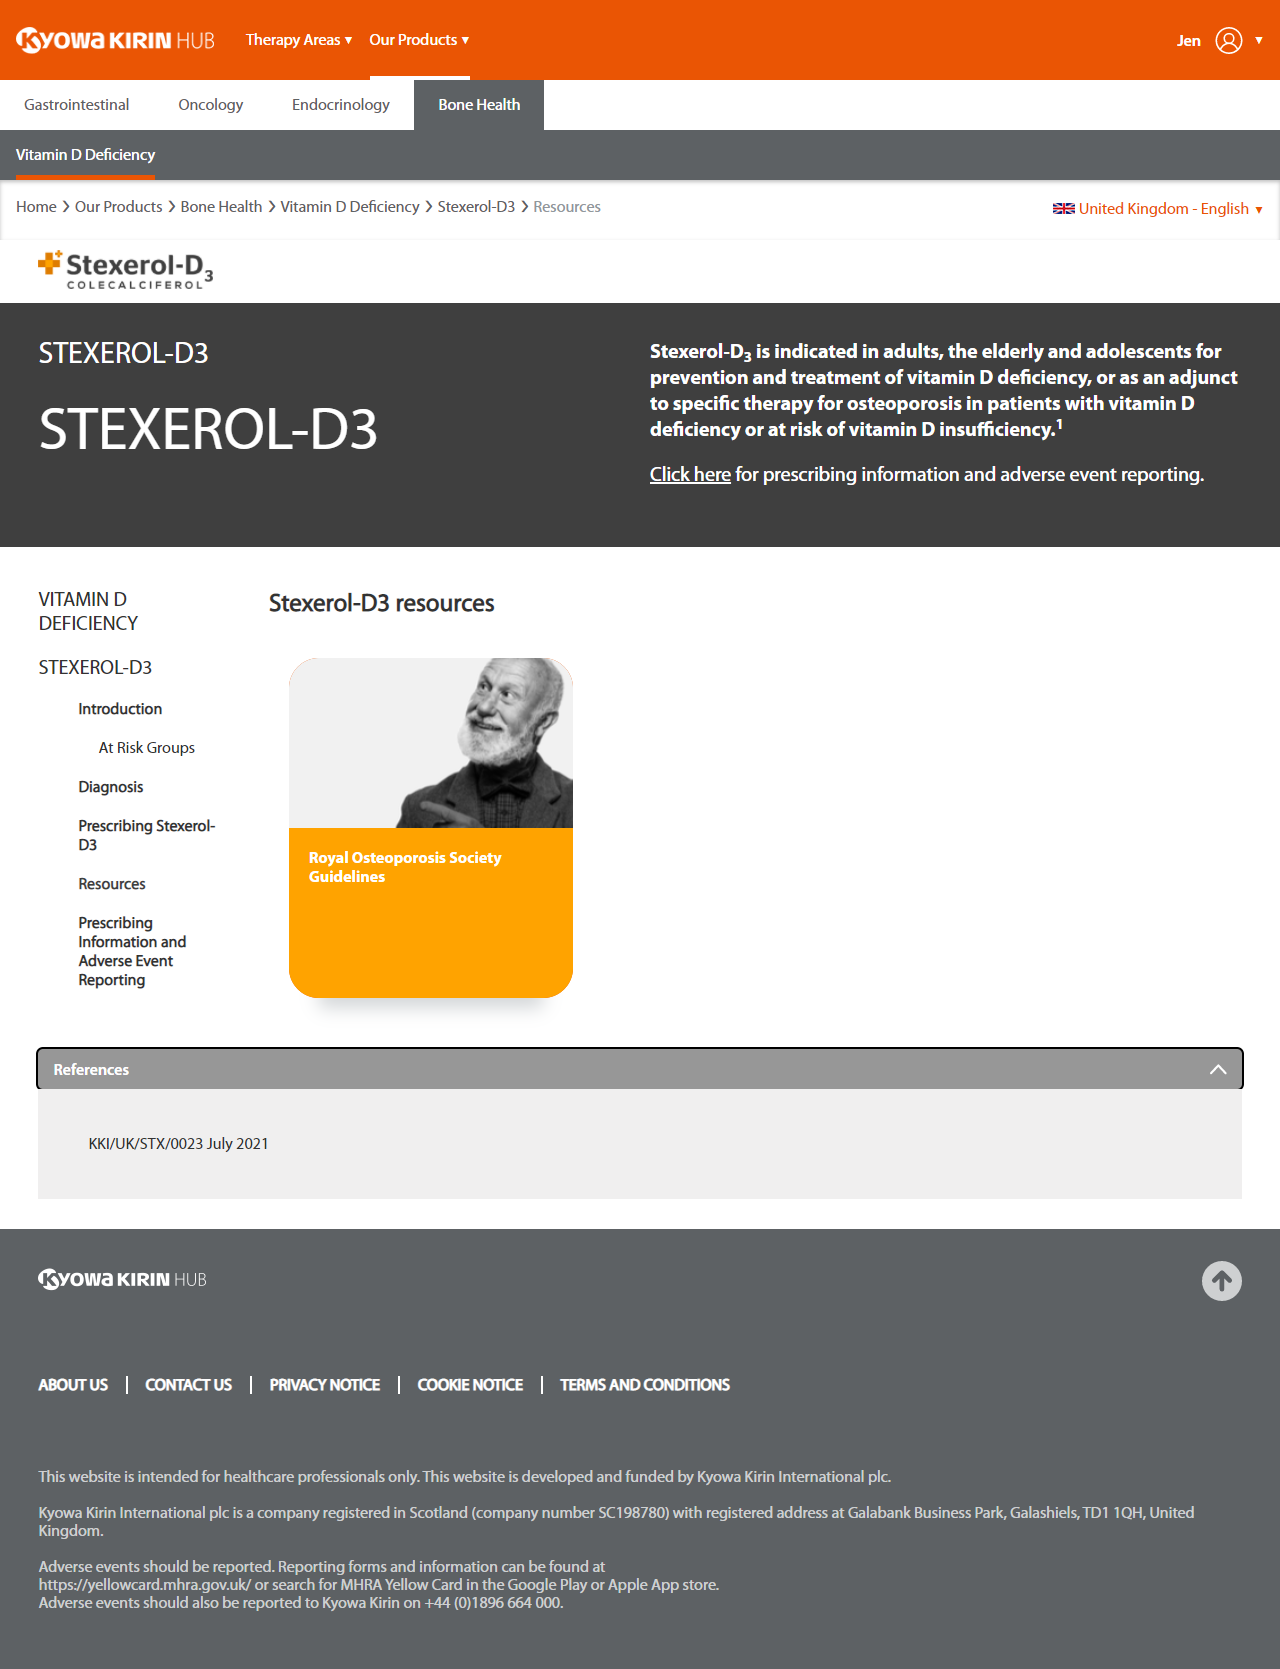 KYOWA KIRIN HUB
Therapy Areas ▼ Our Products ▼
Jen ▼
Gastrointestinal Oncology Endocrinology Bone Health
Vitamin D Deficiency
Home > Our Products > Bone Health > Vitamin D Deficiency > Stexerol-D3 > Resources
United Kingdom - English ▼
Stexerol-D3
COLECALCIFEROL
STEXEROL-D3
STEXEROL-D3
Stexerol-D3 is indicated in adults, the elderly and adolescents for
prevention and treatment of vitamin D deficiency, or as an adjunct
to specific therapy for osteoporosis in patients with vitamin D
deficiency or at risk of vitamin D insufficiency.1
Click here for prescribing information and adverse event reporting.
VITAMIN D
DEFICIENCY
STEXEROL-D3
Introduction
At Risk Groups
Diagnosis
Prescribing Stexerol-
D3
Resources
Prescribing
Information and
Adverse Event
Reporting
Stexerol-D3 resources
Royal Osteoporosis Society
Guidelines
References
KKI/UK/STX/0023 July 2021
KYOWA KIRIN HUB
ABOUT US | CONTACT US | PRIVACY NOTICE | COOKIE NOTICE | TERMS AND CONDITIONS
This website is intended for healthcare professionals only. This website is developed and funded by Kyowa Kirin International plc.
Kyowa Kirin International plc is a company registered in Scotland (company number SC198780) with registered address at Galabank Business Park, Galashiels, TD1 1QH, United
Kingdom.
Adverse events should be reported. Reporting forms and information can be found at
https://yellowcard.mhra.gov.uk/ or search for MHRA Yellow Card in the Google Play or Apple App store.
Adverse events should also be reported to Kyowa Kirin on +44 (0)1896 664 000.